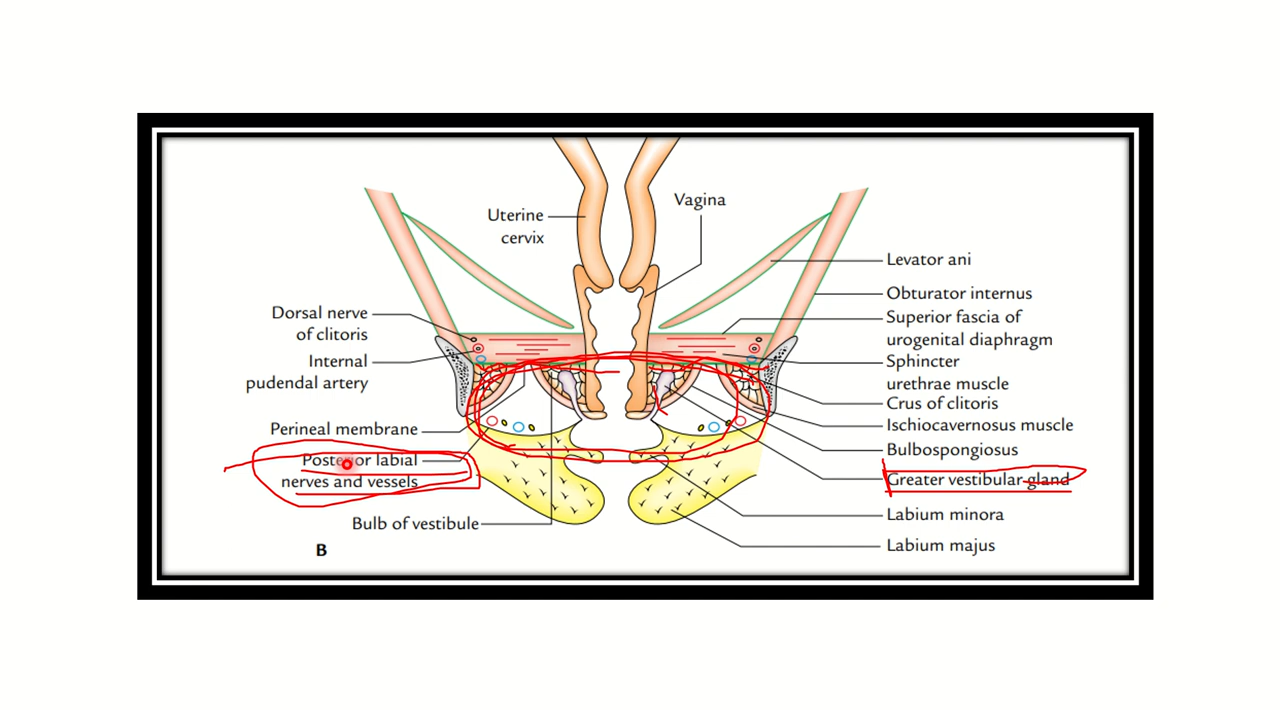 Uterine
cervix
Vagina
Dorsal nerve
of clitoris
Internal
pudendal artery
Perineal membrane
Posterior labial
nerves and vessels
Bulb of vestibule
B
Levator ani
Obturator internus
Superior fascia of
urogenital diaphragm
Sphincter
urethrae muscle
Crus of clitoris
Ischiocavernosus muscle
Bulbospongiosus
Greater vestibular gland
Labium minora
Labium majus